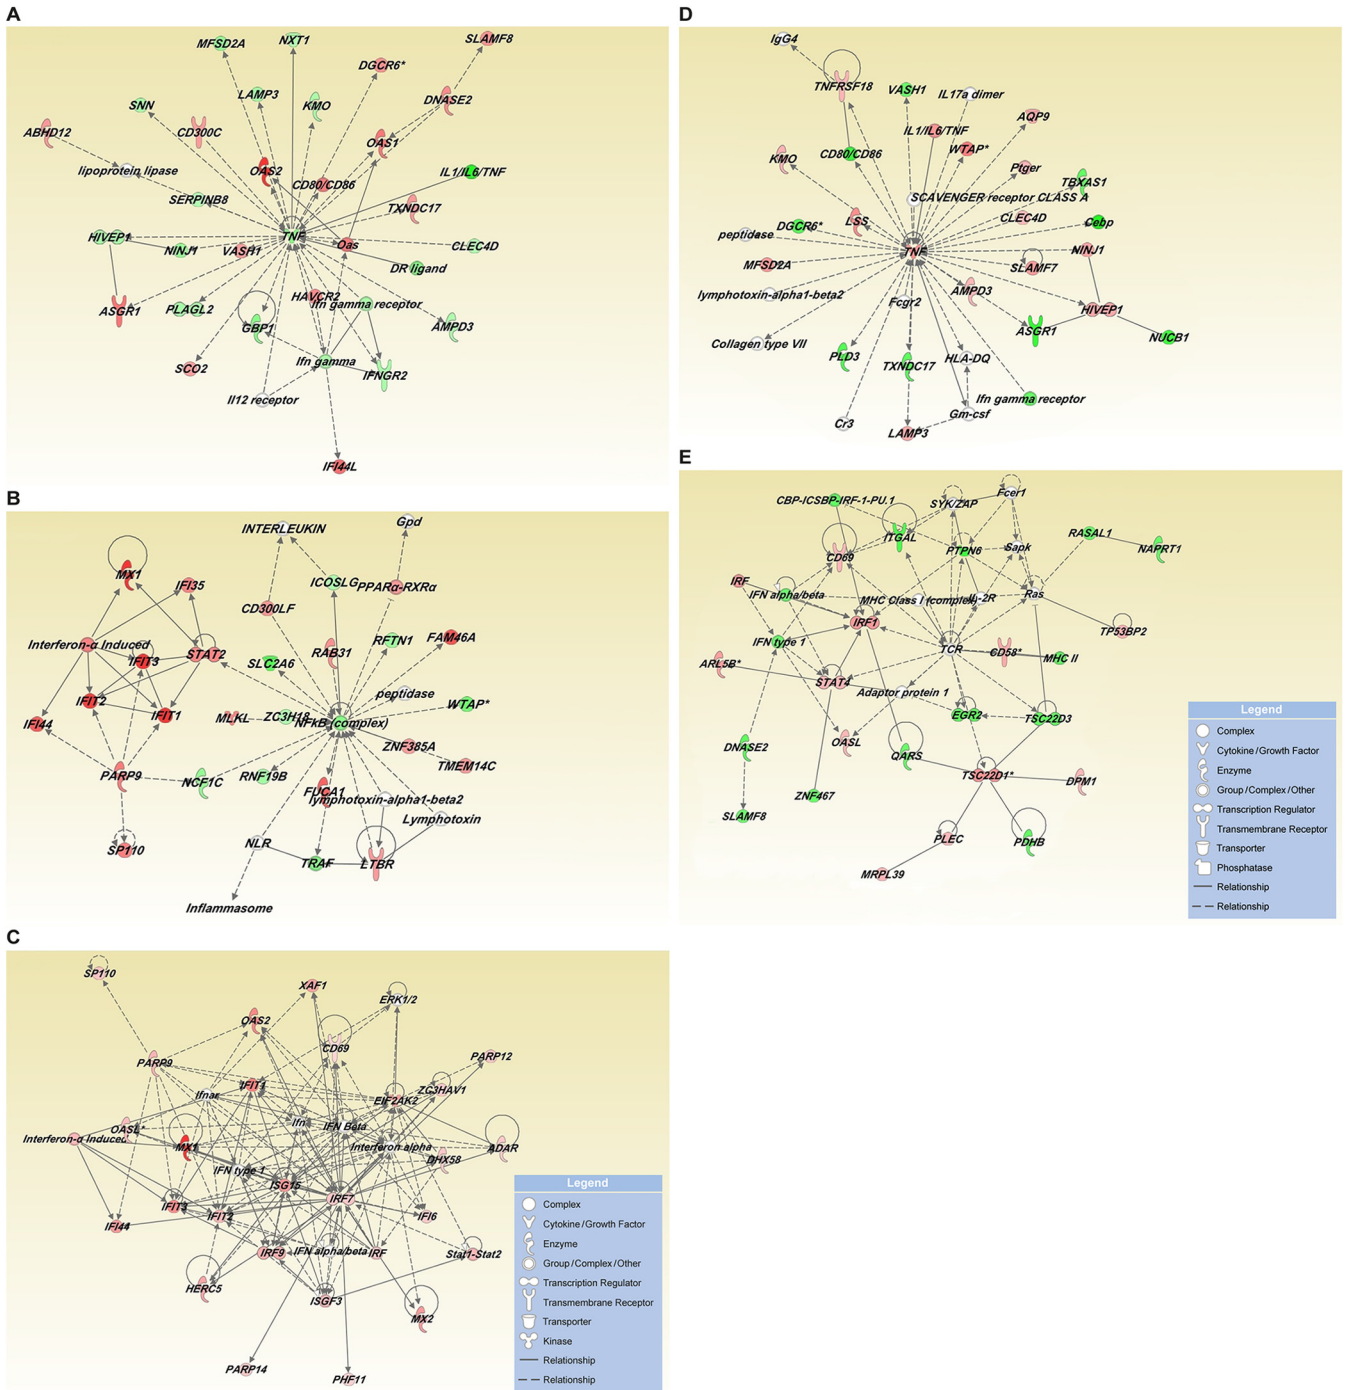 A
MFSD2A
NXT1
SLAMF8
DGCR6*
SNN
LAMP3
KMO
DNASE2
ABHD12
CD300C
OAS1
lipoprotein lipase
OAS2
CD80/CD86
IL1/IL6/TNF
SERPINB8
TXNDC17
HIVEP1
NINJ1
VASH1
TNF
Oas
CLEC4D
DR ligand
ASGR1
PLAGL2
HAVCR2
Ifn gamma receptor
GBP1
AMPD3
SCO2
Ifn gamma
IFNGR2
Il12 receptor
IFI44L
B
INTERLEUKIN
Gpd
MX1
IFI35
ICOSLG
PPARα-RXRα
CD300LF
Interferon-α Induced
IFIT3
STAT2
SLC2A6
RAB31
RFTN1
FAM46A
IFIT2
IFIT1
peptidase
WTAP*
IFI44
MLKL
ZC3H18
NFkB (complex)
ZNF385A
PARP9
NCF1C
RNF19B
TMEM14C
FUCA1
lymphotoxin-alpha1-beta2
Lymphotoxin
SP110
NLR
TRAF
LTBR
Inflammasome
C
SP110
XAF1
ERK1/2
OAS2
CD69
PARP9
PARP12
IFIT1
ZC3HAV1
Ifnar
EIF2AK2
OASL*
Ifn
IFN Beta
Interferon-α Induced
MX1
Interferon alpha
ADAR
IFN type 1
DHX58
ISG15
IRF7
IFIT3
IFIT2
IFI6
IFI44
IRF9
IFN alpha/beta
IRF
Stat1-Stat2
HERC5
ISGF3
MX2
PARP14
PHF11
Legend
Complex
Cytokine/Growth Factor
Enzyme
Group/Complex/Other
Transcription Regulator
Transmembrane Receptor
Transporter
Kinase
Relationship
Relationship
D
IgG4
TNFRSF18
VASH1
IL17a dimer
AQP9
IL1/IL6/TNF
WTAP*
KMO
CD80/CD86
Ptger
TBXAS1
SCAVENGER receptor CLASS A
LSS
CLEC4D
DGCR6*
Cebp
peptidase
TNF
NINJ1
MFSD2A
SLAMF7
lymphotoxin-alpha1-beta2
AMPD3
Fcgr2
HIVEP1
ASGR1
Collagen type VII
NUCB1
PLD3
TXNDC17
HLA-DQ
Ifn gamma receptor
Cr3
Gm-csf
LAMP3
E
CBP-ICSBP-IRF-1-PU.1
SYK/ZAP
Fcer1
ITGAL
RASAL1
CD69
PTPN6
Sapk
NAPRT1
IRF
IFN alpha/beta
MHC Class I (complex)
IL-2R
Ras
IRF1
TP53BP2
IFN type 1
TCR
CD58*
MHC II
ARL5B*
STAT4
Adaptor protein 1
EGR2
TSC22D3
DNASE2
OASL
QARS
TSC22D1*
DPM1
ZNF467
SLAMF8
PLEC
PDHB
MRPL39
Legend
Complex
Cytokine/Growth Factor
Enzyme
Group/Complex/Other
Transcription Regulator
Transmembrane Receptor
Transporter
Phosphatase
Relationship
Relationship